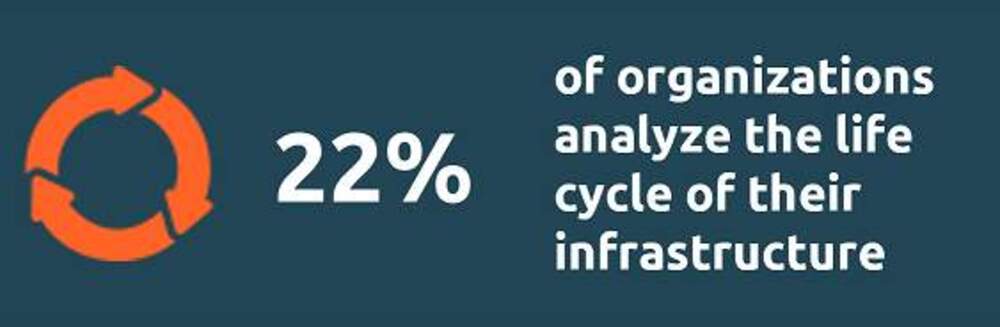 22%
of organizations
analyze the life
cycle of their
infrastructure